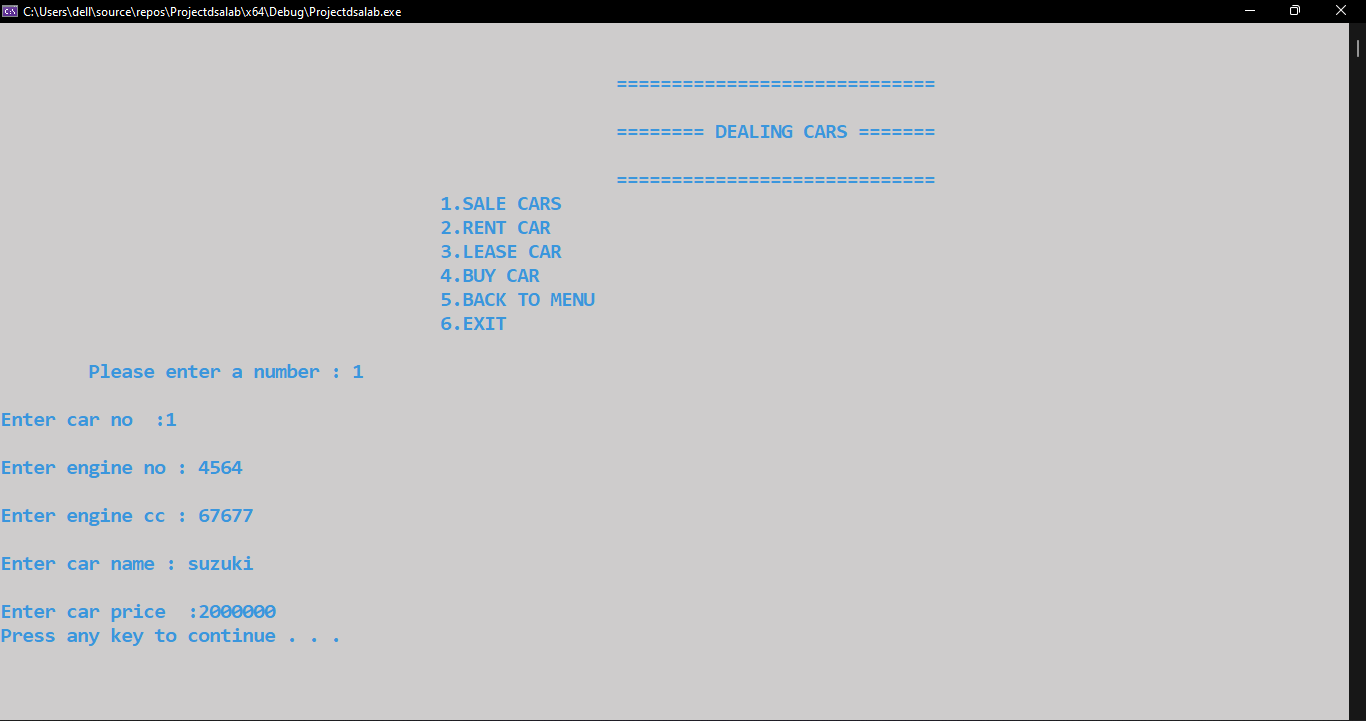 C:\Users\dell\source\repos\Projectdsalab\x64\Debug\Projectdsalab.exe
=============================
======== DEALING CARS =======
=============================
1.SALE CARS
2.RENT CAR
3.LEASE CAR
4.BUY CAR
5.BACK TO MENU
6.EXIT
Please enter a number : 1
Enter car no  :1
Enter engine no : 4564
Enter engine cc : 67677
Enter car name : suzuki
Enter car price  :2000000
Press any key to continue . . .